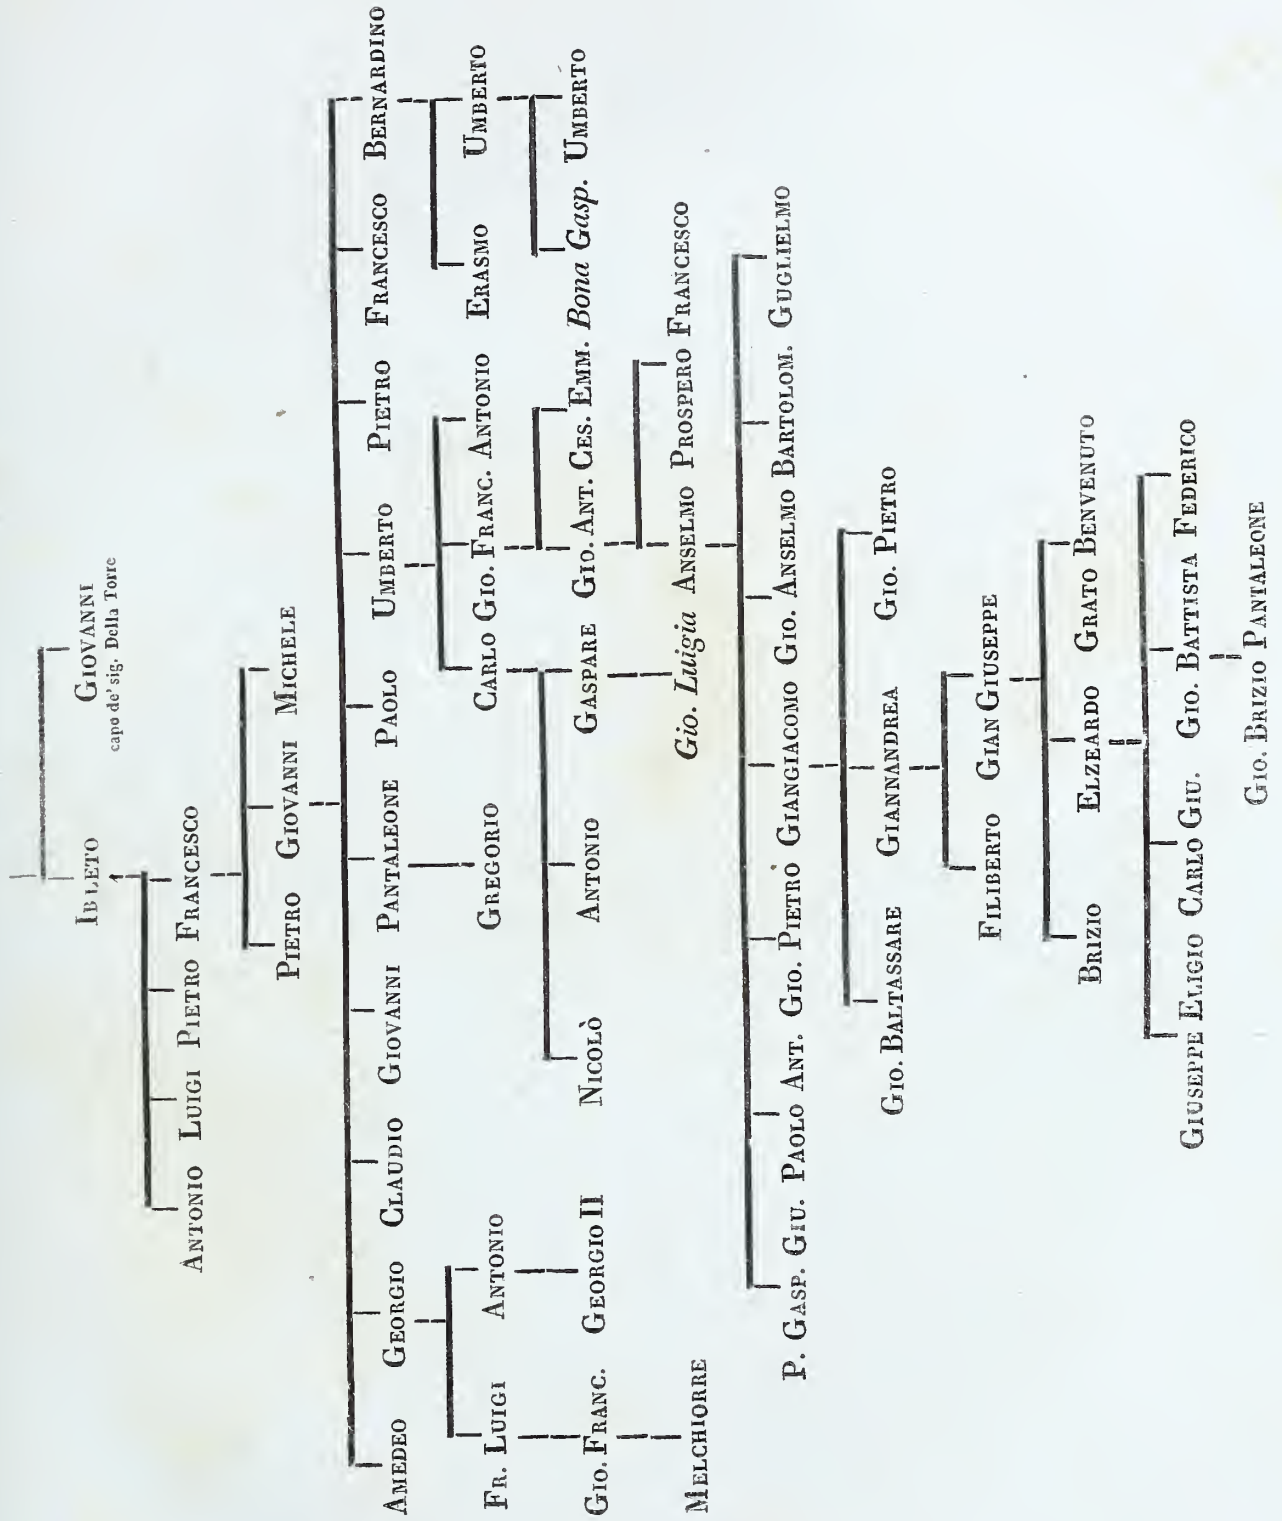 IBLETO GIOVANNI
capo de' sig. Della Torre
ANTONIO LUIGI PIETRO FRANCESCO
PIETRO GIOVANNI MICHELE
AMEDEO GEORGIO CLAUDIO GIOVANNI PANTALEONE PAOLO UMBERTO PIETRO FRANCESCO BERNARDINO
FR. LUIGI ANTONIO GREGORIO CARLO GIO. FRANC. ANTONIO ERASMO UMBERTO
GIO. FRANC. GEORGIO II NICOLÒ ANTONIO GASPARE GIO. ANT. CES. EMM. Bona Gasp. UMBERTO
MELCHIORRE Gio. Luigia ANSELMO PROSPERO FRANCESCO
P. GASP. GIU. PAOLO ANT. GIO. PIETRO GIANGIACOMO GIO. ANSELMO BARTOLOM. GUGLIELMO
GIO. BALTASSARE GIANNANDREA GIO. PIETRO
FILIBERTO GIAN GIUSEPPE
BRIZIO ELZEARDO GRATO BENVENUTO
GIUSEPPE ELIGIO CARLO GIU. GIO. BATTISTA FEDERICO
GIO. BRIZIO PANTALEONE